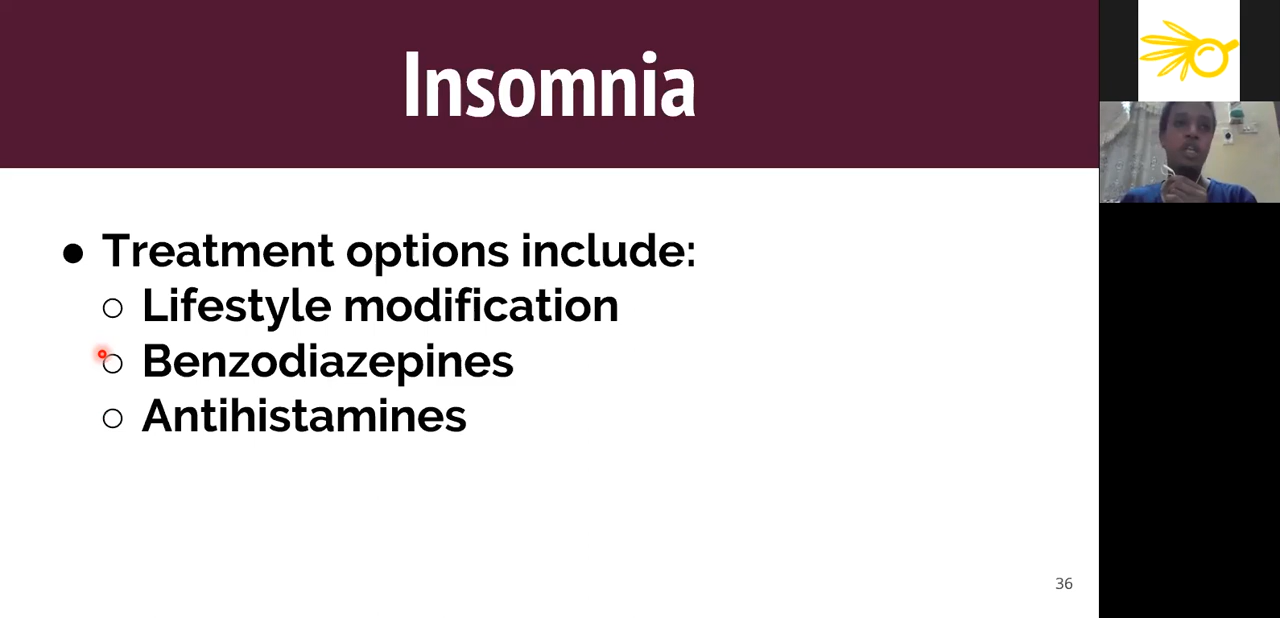 Insomnia
● Treatment options include:
○ Lifestyle modification
○ Benzodiazepines
○ Antihistamines
36